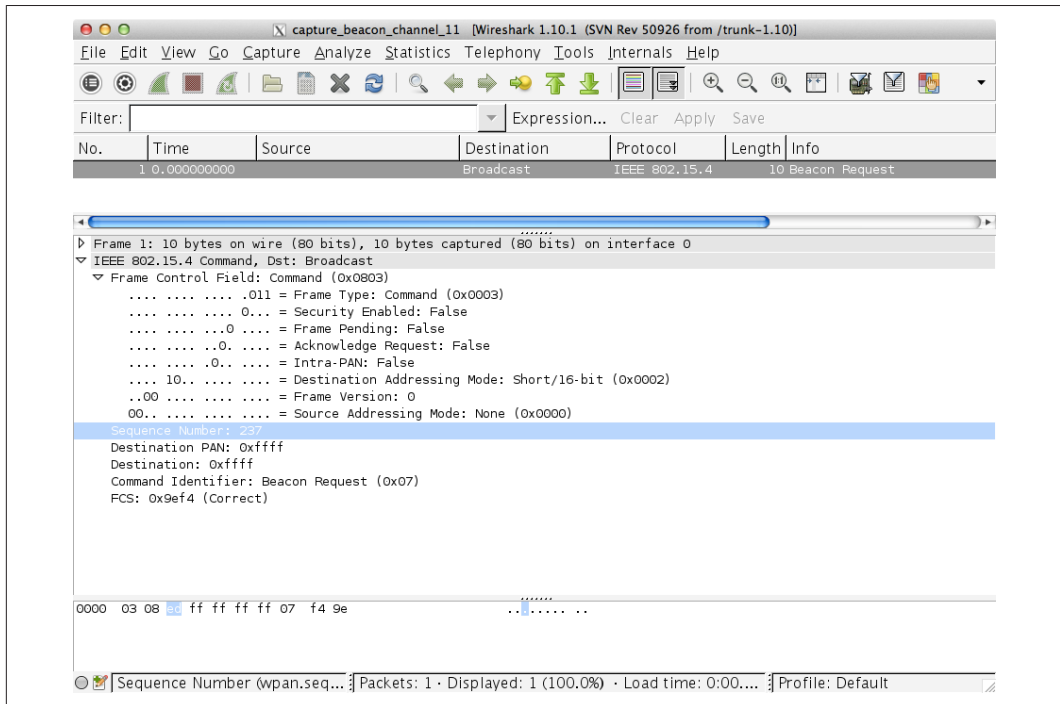 capture_beacon_channel_11 [Wireshark 1.10.1 (SVN Rev 50926 from /trunk-1.10)]
File Edit View Go Capture Analyze Statistics Telephony Tools Internals Help
Filter: Expression... Clear Apply Save
No. Time Source Destination Protocol Length Info
1 0.000000000 Broadcast IEEE 802.15.4 10 Beacon Request
Frame 1: 10 bytes on wire (80 bits), 10 bytes captured (80 bits) on interface 0
IEEE 802.15.4 Command, Dst: Broadcast
Frame Control Field: Command (0x0803)
.... .... .... .011 = Frame Type: Command (0x0003)
.... .... .... 0... = Security Enabled: False
.... .... ...0 .... = Frame Pending: False
.... .... ..0. .... = Acknowledge Request: False
.... .... .0.. .... = Intra-PAN: False
.... 10.. .... .... = Destination Addressing Mode: Short/16-bit (0x0002)
..00 .... .... .... = Frame Version: 0
00.. .... .... .... = Source Addressing Mode: None (0x0000)
Sequence Number: 237
Destination PAN: 0xffff
Destination: 0xffff
Command Identifier: Beacon Request (0x07)
FCS: 0x9ef4 (Correct)
0000 03 08 ed ff ff ff ff 07 f4 9e ........ ..
Sequence Number (wpan.seq... Packets: 1 · Displayed: 1 (100.0%) · Load time: 0:00.... Profile: Default